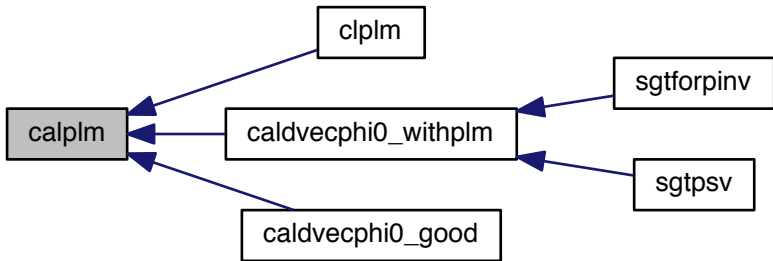 clplm
sgtforpinv
calplm
caldvecphi0_withplm
sgtpsv
caldvecphi0_good